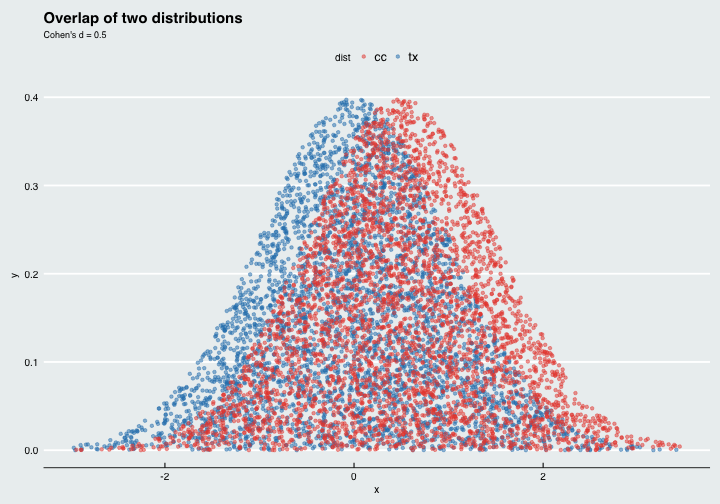 Overlap of two distributions
Cohen's d = 0.5
dist cc tx
0.4
0.3
0.2
0.1
0.0
y
-2 0 2
x